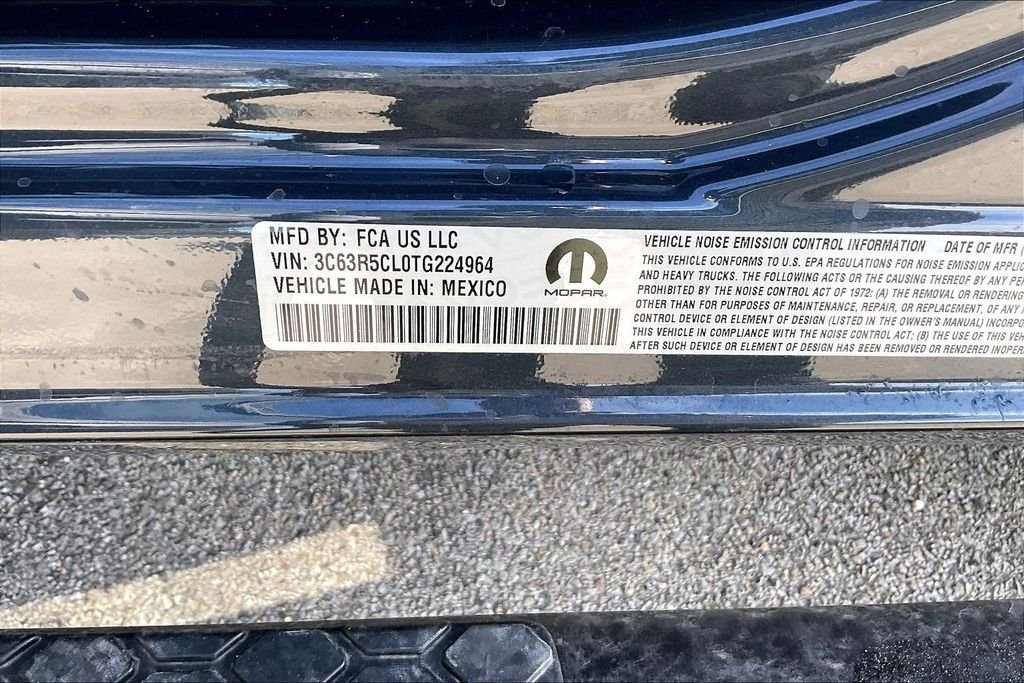 MFD BY: FCA US LLC
VIN: 3C63R5CL0TG224964
VEHICLE MADE IN: MEXICO
MOPAR
VEHICLE NOISE EMISSION CONTROL INFORMATION DATE OF MFR
THIS VEHICLE CONFORMS TO U.S. EPA REGULATIONS FOR NOISE EMISSION
AND HEAVY TRUCKS. THE FOLLOWING ACTS OR THE CAUSING THEREOF BY ANY
PROHIBITED BY THE NOISE CONTROL ACT OF 1972: (A) THE REMOVAL OR RENDERING
OTHER THAN FOR PURPOSES OF MAINTENANCE, REPAIR, OR REPLACEMENT, OF ANY
CONTROL DEVICE OR ELEMENT OF DESIGN (LISTED IN THE OWNER'S MANUAL)
THIS VEHICLE IN COMPLIANCE WITH THE NOISE CONTROL ACT; (B) THE USE OF THIS
AFTER SUCH DEVICE OR ELEMENT OF DESIGN HAS BEEN REMOVED OR RENDERED